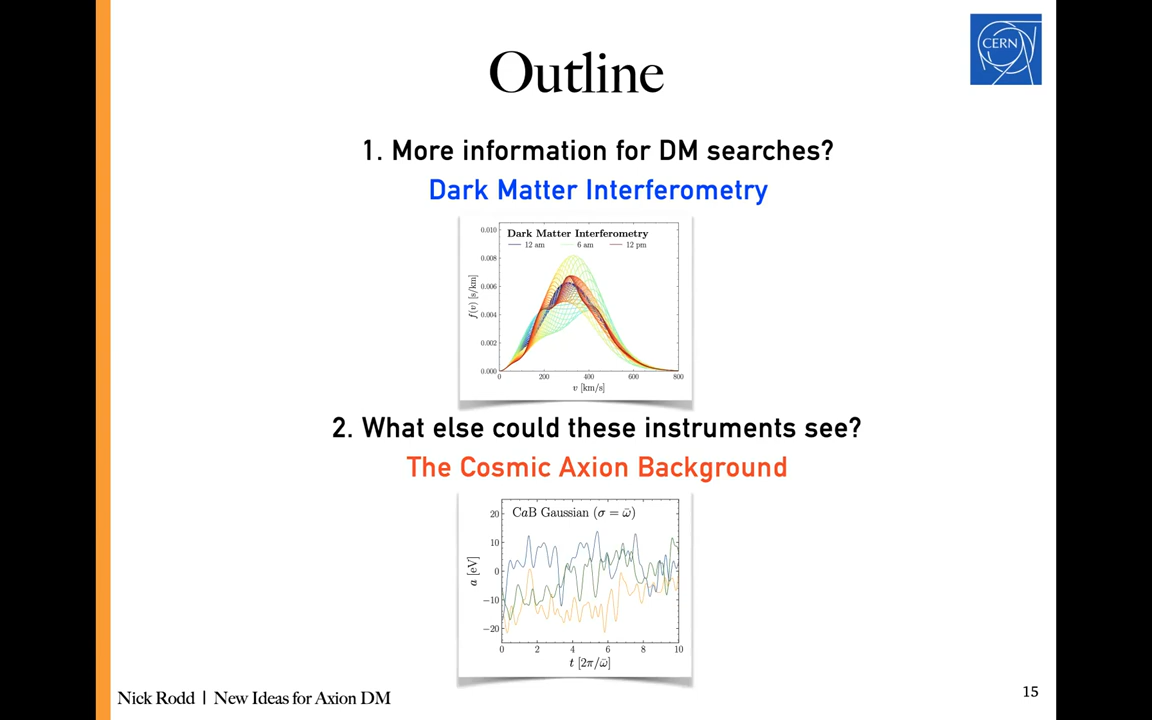 CERN
Outline
1. More information for DM searches?
Dark Matter Interferometry
Dark Matter Interferometry
12 am 6 am 12 pm
0.010
0.008
0.006
0.004
0.002
0.000
f(v) [s/km]
0 200 400 600 800
v [km/s]
2. What else could these instruments see?
The Cosmic Axion Background
CaB Gaussian (σ = ω̄)
20
10
0
−10
−20
a [eV]
0 2 4 6 8 10
t [2π/ω̄]
Nick Rodd | New Ideas for Axion DM
15